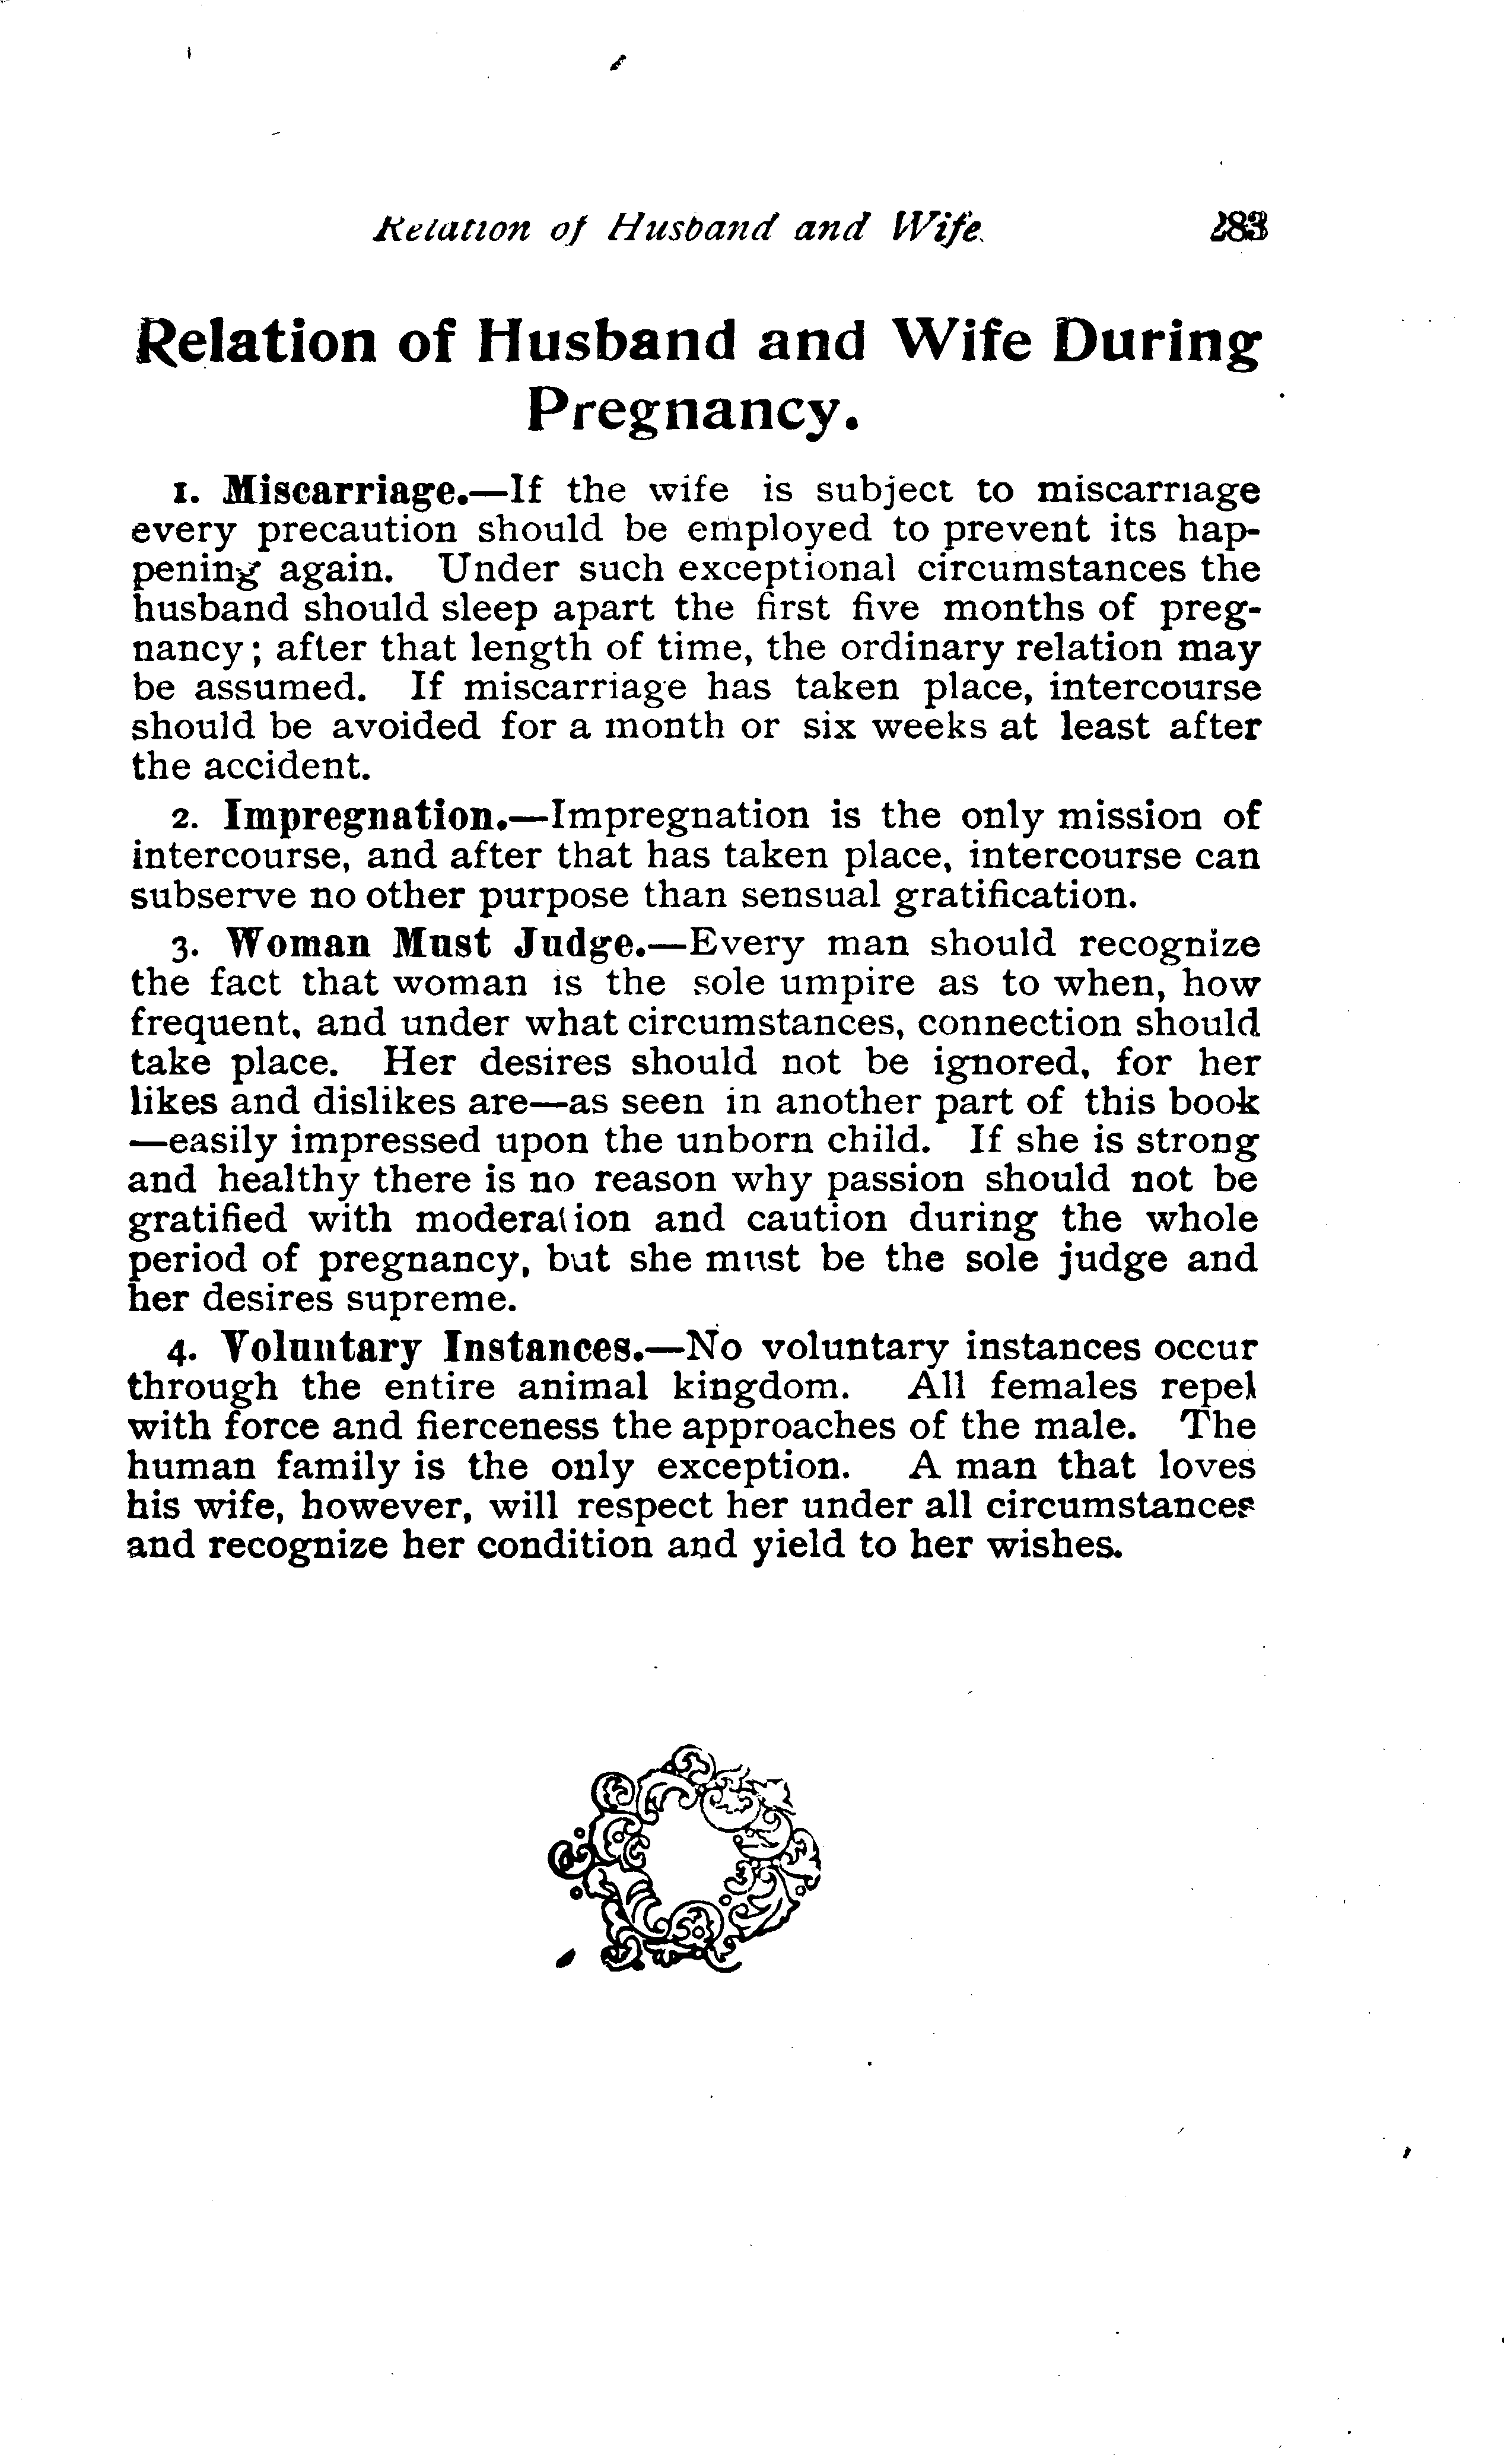 Relation of Husband and Wife. 283
Relation of Husband and Wife During
Pregnancy.
1. Miscarriage.—If the wife is subject to miscarriage
every precaution should be employed to prevent its hap-
pening again. Under such exceptional circumstances the
husband should sleep apart the first five months of preg-
nancy; after that length of time, the ordinary relation may
be assumed. If miscarriage has taken place, intercourse
should be avoided for a month or six weeks at least after
the accident.
2. Impregnation.—Impregnation is the only mission of
intercourse, and after that has taken place, intercourse can
subserve no other purpose than sensual gratification.
3. Woman Must Judge.—Every man should recognize
the fact that woman is the sole umpire as to when, how
frequent, and under what circumstances, connection should
take place. Her desires should not be ignored, for her
likes and dislikes are—as seen in another part of this book
—easily impressed upon the unborn child. If she is strong
and healthy there is no reason why passion should not be
gratified with moderation and caution during the whole
period of pregnancy, but she must be the sole judge and
her desires supreme.
4. Voluntary Instances.—No voluntary instances occur
through the entire animal kingdom. All females repel
with force and fierceness the approaches of the male. The
human family is the only exception. A man that loves
his wife, however, will respect her under all circumstances
and recognize her condition and yield to her wishes.